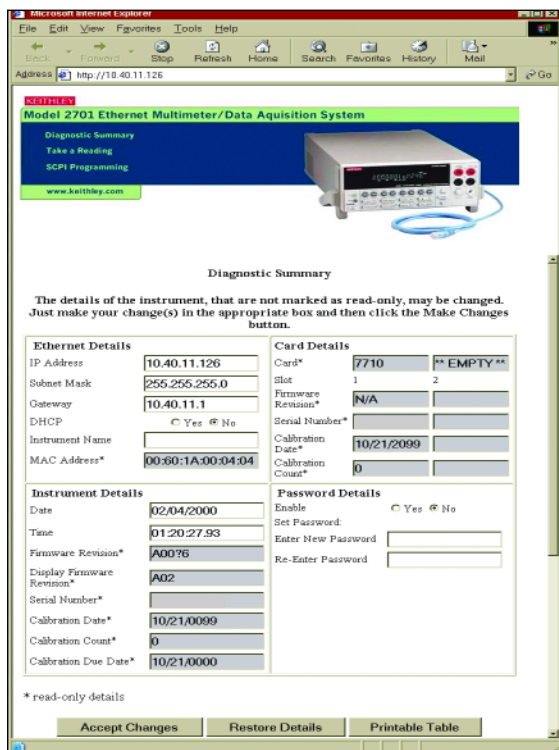 Microsoft Internet Explorer
File Edit View Favorites Tools Help
Back Forward Stop Refresh Home Search Favorites History Mail
Address http://10.40.11.126 Go
KEITHLEY
Model 2701 Ethernet Multimeter/Data Aquisition System
Diagnostic Summary
Take a Reading
SCPI Programming
www.keithley.com
Diagnostic Summary
The details of the instrument, that are not marked as read-only, may be changed.
Just make your change(s) in the appropriate box and then click the Make Changes
button.
Ethernet Details
IP Address 10.40.11.126
Subnet Mask 255.255.255.0
Gateway 10.40.11.1
DHCP Yes No
Instrument Name
MAC Address* 00:60:1A:00:04:04
Card Details
Card* 7710 ** EMPTY **
Slot 1 2
Firmware
Revision* N/A
Serial Number*
Calibration
Date* 10/21/2099
Calibration
Count* 0
Instrument Details
Date 02/04/2000
Time 01:20:27.93
Firmware Revision* A00?6
Display Firmware
Revision* A02
Serial Number*
Calibration Date* 10/21/0099
Calibration Count* 0
Calibration Due Date* 10/21/0000
Password Details
Enable Yes No
Set Password:
Enter New Password
Re-Enter Password
* read-only details
Accept Changes Restore Details Printable Table